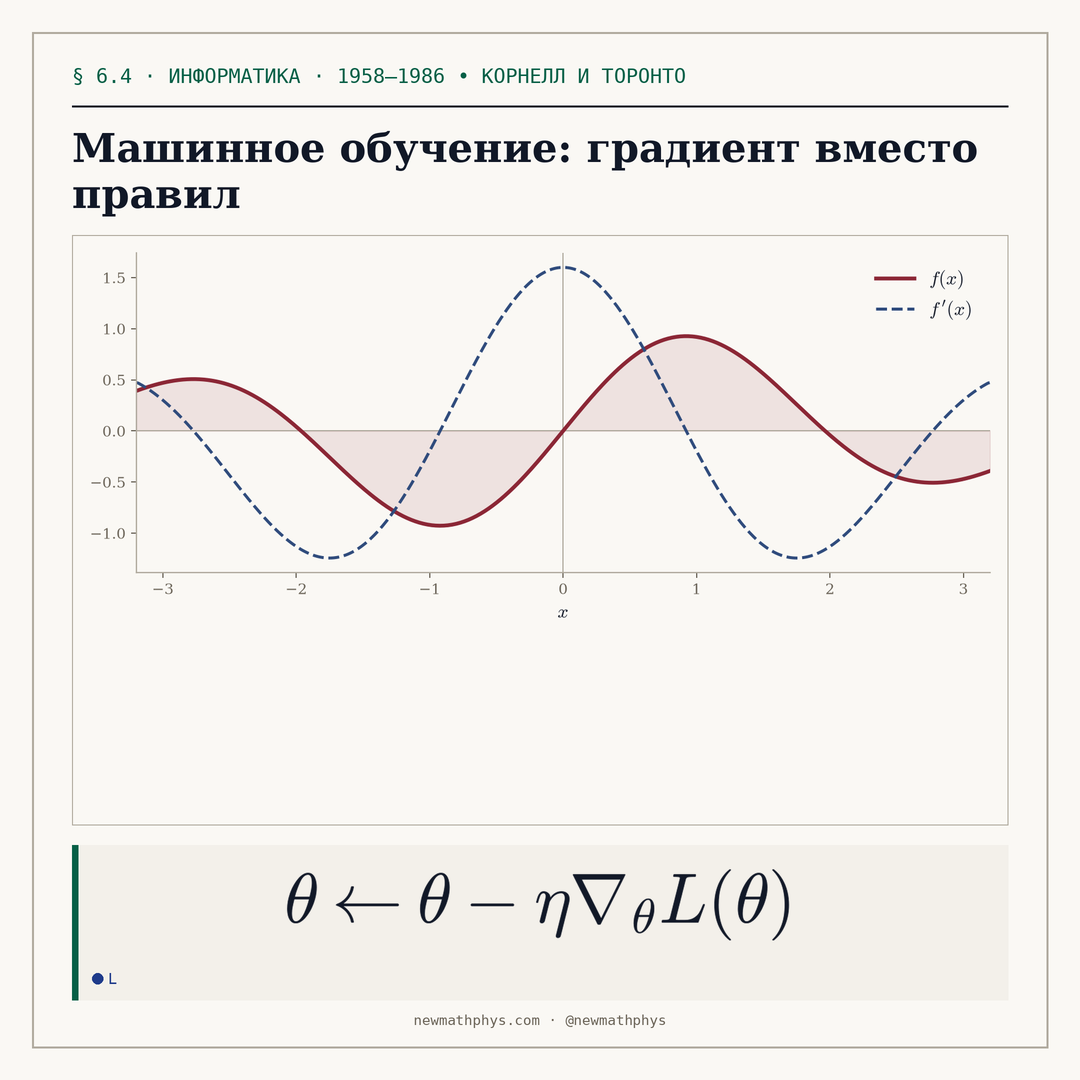 § 6.4 · ИНФОРМАТИКА · 1958–1986 • КОРНЕЛЛ И ТОРОНТО
Машинное обучение: градиент вместо
правил
f(x)
f′(x)
1.5
1.0
0.5
0.0
−0.5
−1.0
−3 −2 −1 0 1 2 3
x
θ ← θ − η∇_θ L(θ)
L
newmathphys.com · @newmathphys